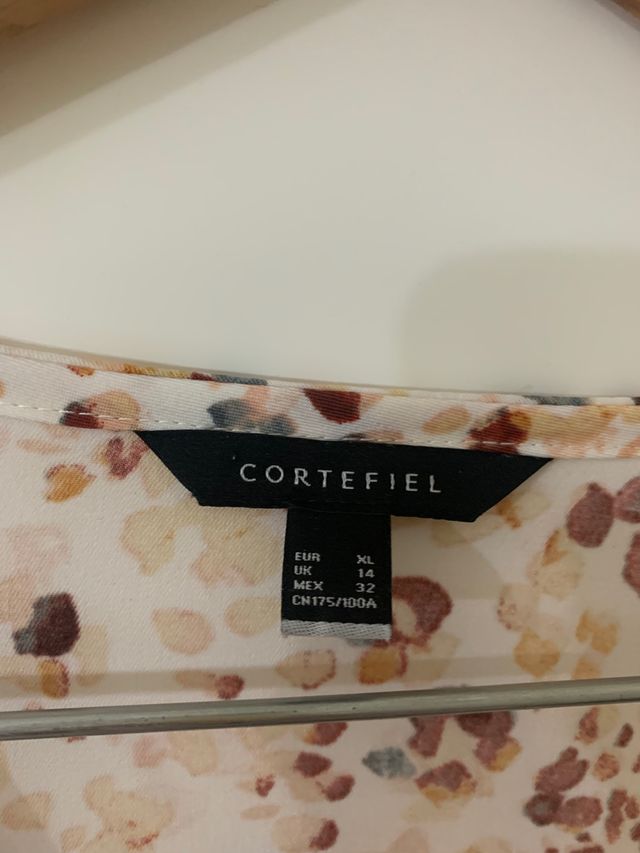 CORTEFIEL
EUR XL
UK 14
MEX 32
CN175/100A